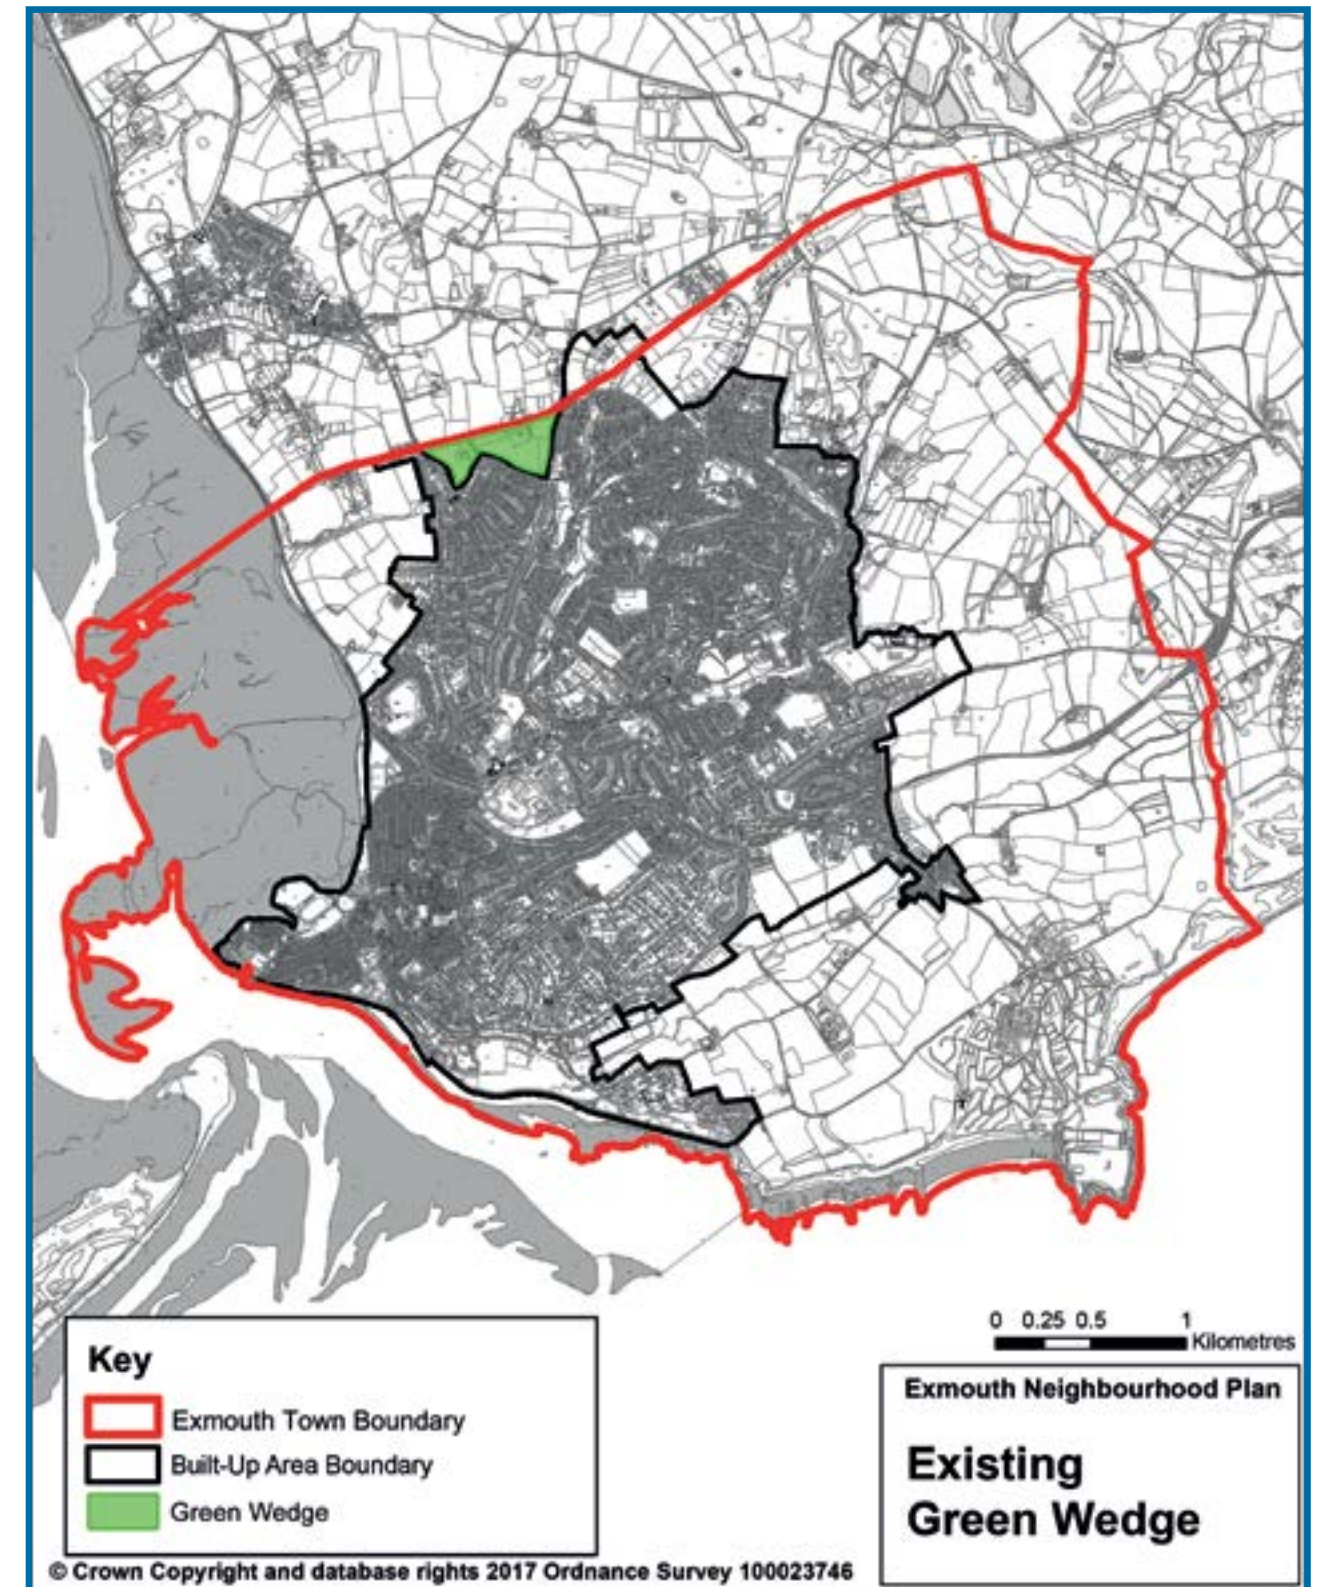 0 0.25 0.5 1
Kilometres
Key
Exmouth Town Boundary
Built-Up Area Boundary
Green Wedge
Exmouth Neighbourhood Plan
Existing
Green Wedge
© Crown Copyright and database rights 2017 Ordnance Survey 100023746